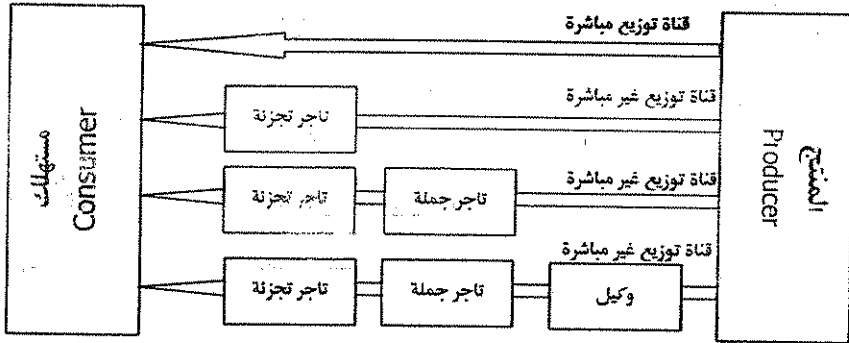 المنتج
Producer
قناة توزيع مباشرة
قناة توزيع غير مباشرة
تاجر تجزئة
قناة توزيع غير مباشرة
تاجر جملة
تاجر تجزئة
قناة توزيع غير مباشرة
وكيل
تاجر جملة
تاجر تجزئة
مستهلك
Consumer